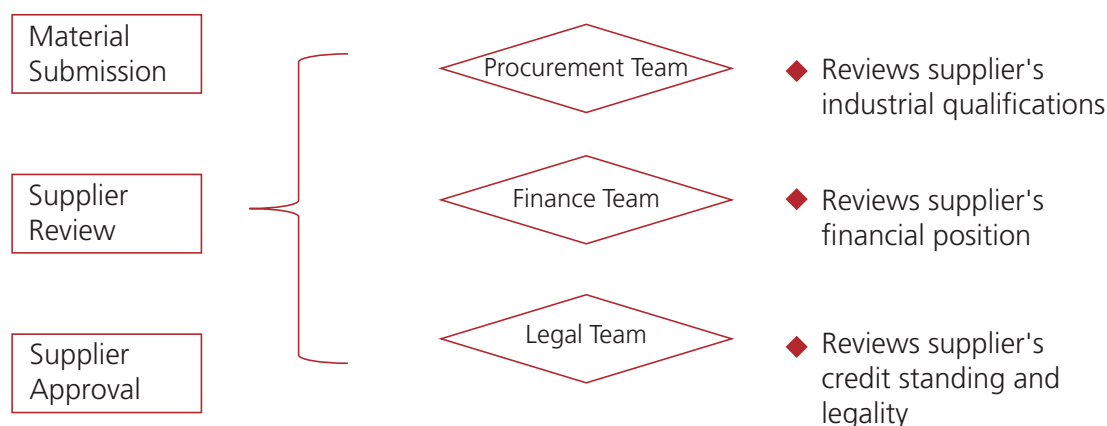 Material
Submission
Procurement Team
Reviews supplier's
industrial qualifications
Supplier
Review
Finance Team
Reviews supplier's
financial position
Supplier
Approval
Legal Team
Reviews supplier's
credit standing and
legality